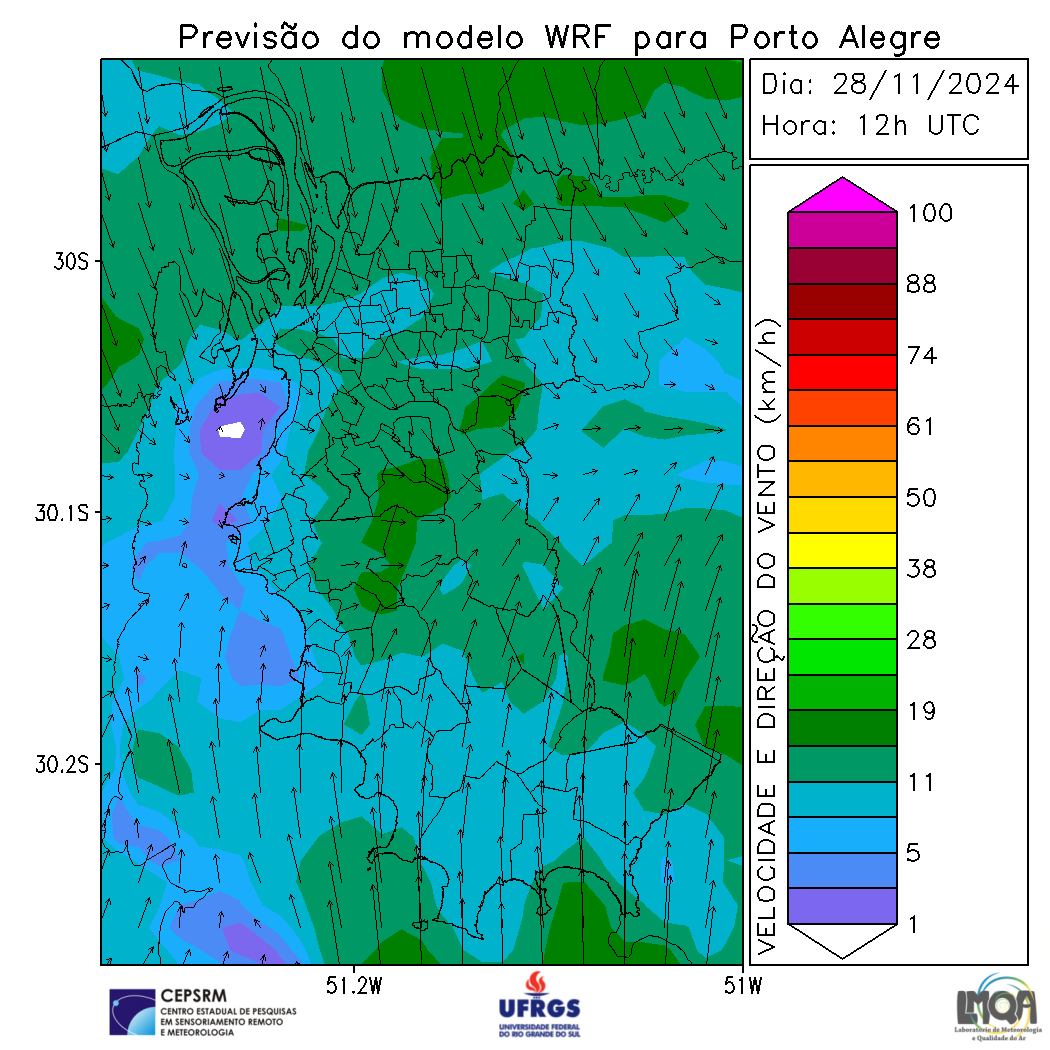 Previsão do modelo WRF para Porto Alegre
Dia: 28/11/2024
Hora: 12h UTC
30S
30.1S
30.2S
51.2W
51W
VELOCIDADE E DIREÇÃO DO VENTO (km/h)
100
88
74
61
50
38
28
19
11
5
1
CEPSRM
CENTRO ESTADUAL DE PESQUISAS
EM SENSORIAMENTO REMOTO
E METEOROLOGIA
UFRGS
UNIVERSIDADE FEDERAL
DO RIO GRANDE DO SUL
LMQA
Laboratório de Meteorologia
e Qualidade do Ar